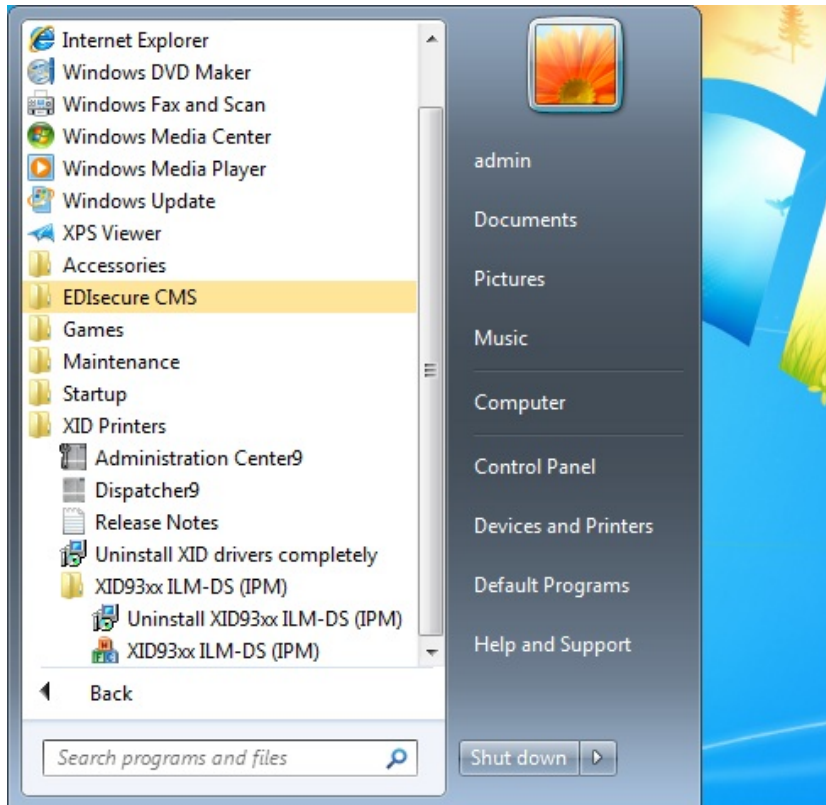 Internet Explorer
Windows DVD Maker
Windows Fax and Scan
Windows Media Center
Windows Media Player
Windows Update
XPS Viewer
Accessories
EDIsecure CMS
Games
Maintenance
Startup
XID Printers
Administration Center9
Dispatcher9
Release Notes
Uninstall XID drivers completely
XID93xx ILM-DS (IPM)
Uninstall XID93xx ILM-DS (IPM)
XID93xx ILM-DS (IPM)
Back
Search programs and files
admin
Documents
Pictures
Music
Computer
Control Panel
Devices and Printers
Default Programs
Help and Support
Shut down